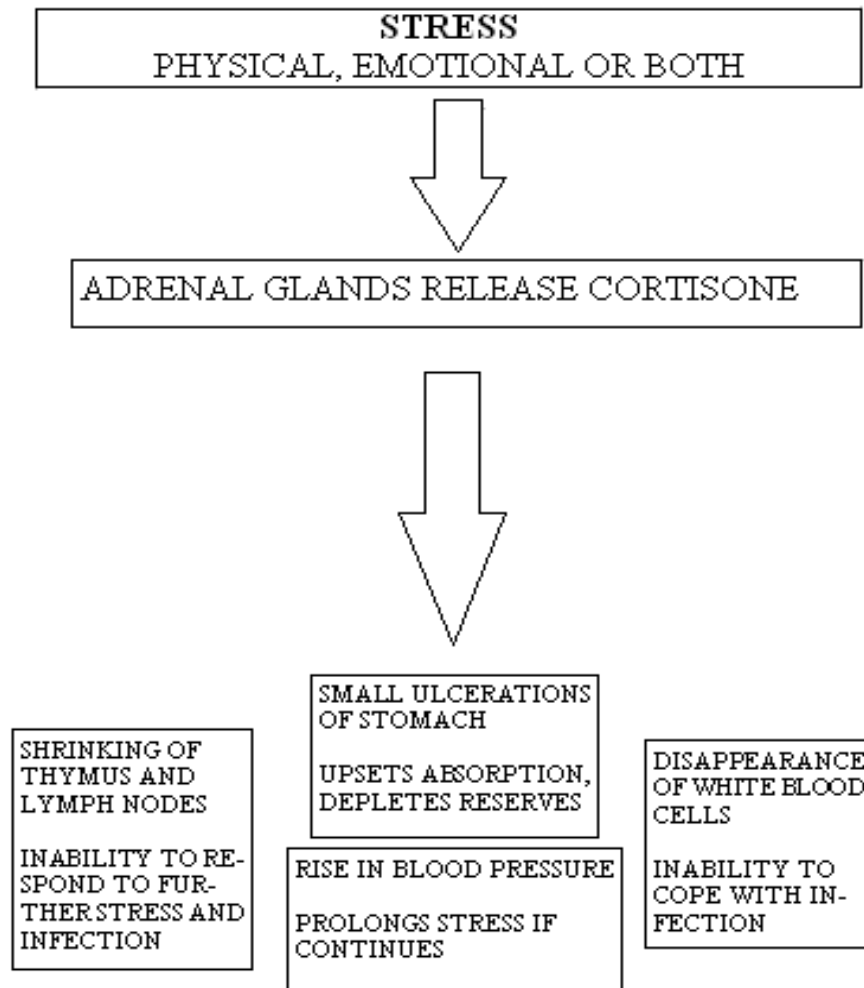 STRESS
PHYSICAL, EMOTIONAL OR BOTH
ADRENAL GLANDS RELEASE CORTISONE
SHRINKING OF
THYMUS AND
LYMPH NODES
INABILITY TO RE-
SPOND TO FUR-
THER STRESS AND
INFECTION
SMALL ULCERATIONS
OF STOMACH
UPSETS ABSORPTION,
DEPLETES RESERVES
RISE IN BLOOD PRESSURE
PROLONGS STRESS IF
CONTINUES
DISAPPEARANCE
OF WHITE BLOOD
CELLS
INABILITY TO
COPE WITH IN-
FECTION